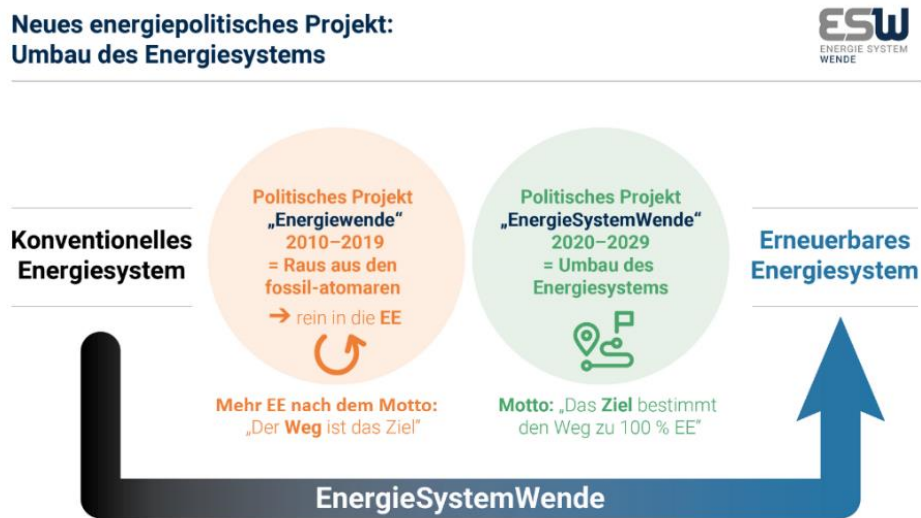 Neues energiepolitisches Projekt:
Umbau des Energiesystems
ESW
ENERGIE SYSTEM
WENDE
Konventionelles
Energiesystem
Politisches Projekt
„Energiewende“
2010–2019
= Raus aus den
fossil-atomaren
➔ rein in die EE
Mehr EE nach dem Motto:
„Der Weg ist das Ziel“
Politisches Projekt
„EnergieSystemWende“
2020–2029
= Umbau des
Energiesystems
Motto: „Das Ziel bestimmt
den Weg zu 100 % EE“
Erneuerbares
Energiesystem
EnergieSystemWende